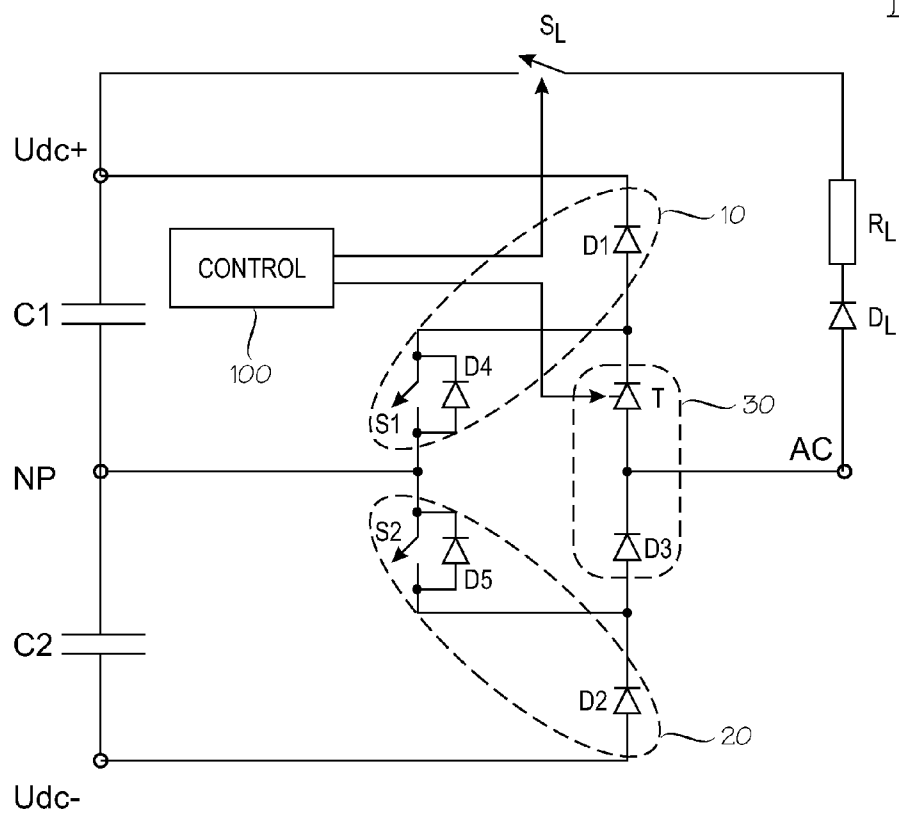 S_L
Udc+
10
D1
R_L
CONTROL
C1
D_L
100
D4
T
30
S1
AC
NP
S2
D3
D5
C2
D2
20
Udc-